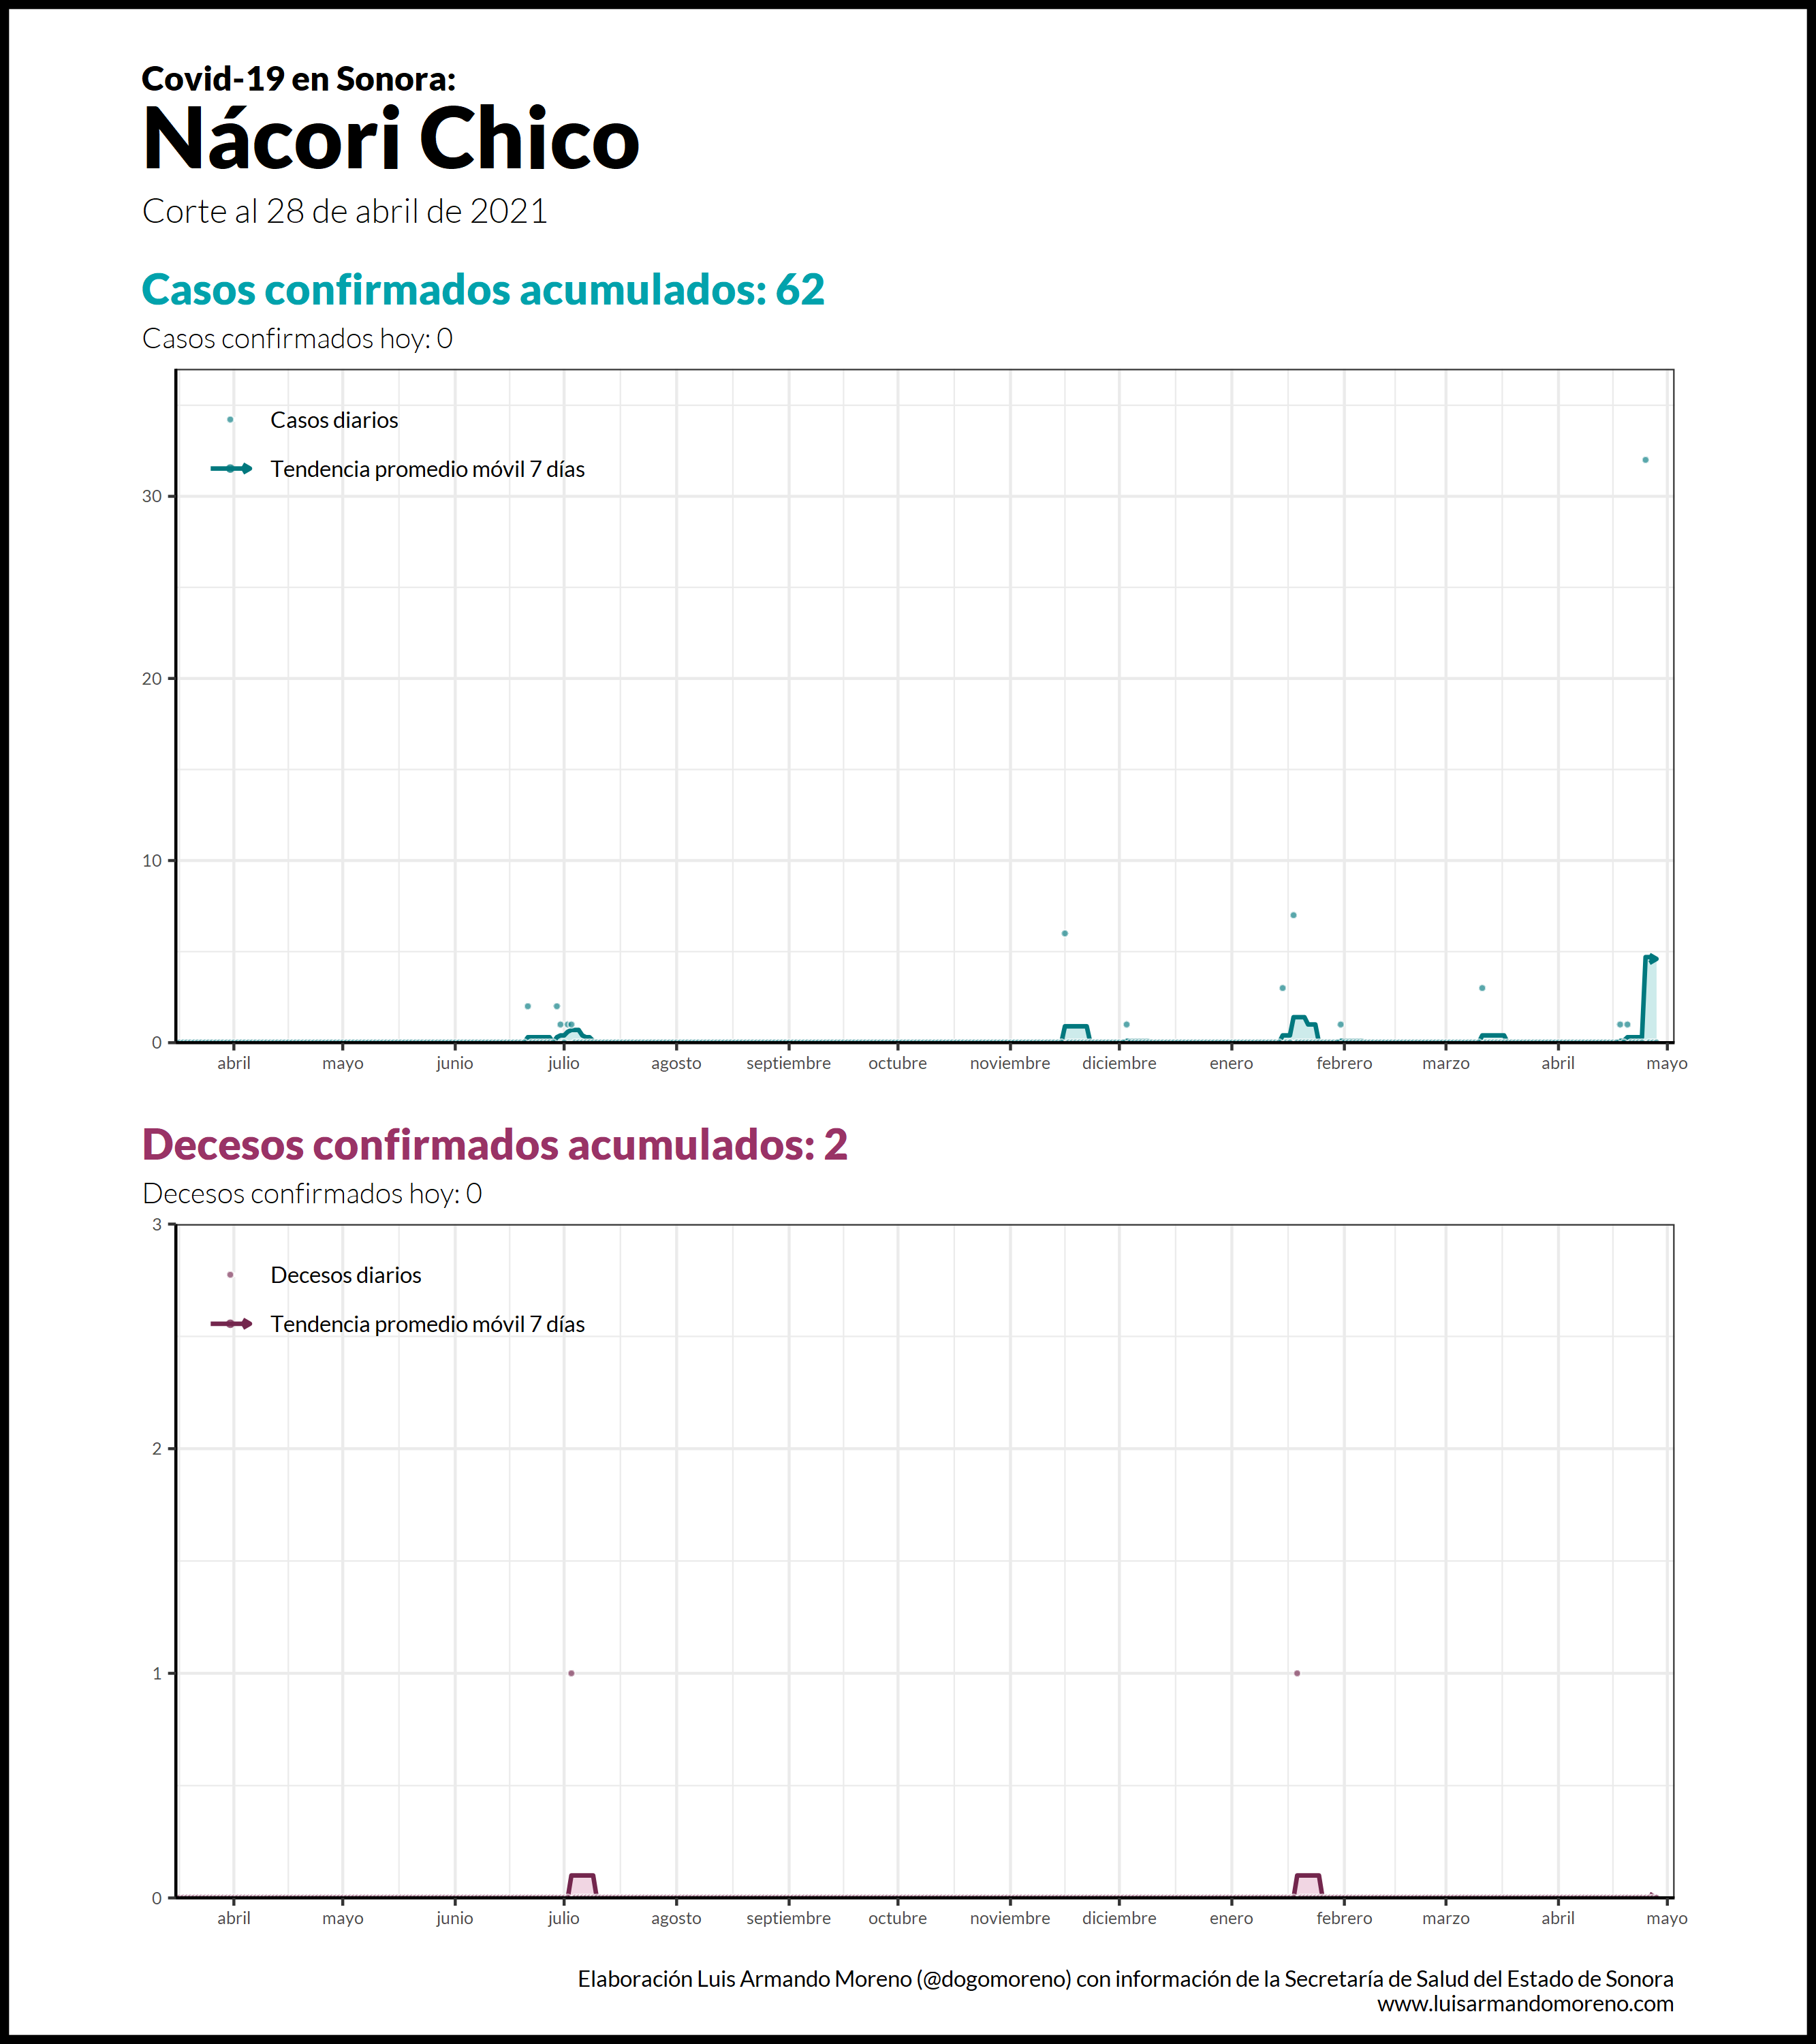 Covid-19 en Sonora:
Nácori Chico
Corte al 28 de abril de 2021
Casos confirmados acumulados: 62
Casos confirmados hoy: 0
Casos diarios
Tendencia promedio móvil 7 días
30
20
10
0
abril mayo junio julio agosto septiembre octubre noviembre diciembre enero febrero marzo abril mayo
Decesos confirmados acumulados: 2
Decesos confirmados hoy: 0
3
Decesos diarios
Tendencia promedio móvil 7 días
2
1
0
abril mayo junio julio agosto septiembre octubre noviembre diciembre enero febrero marzo abril mayo
Elaboración Luis Armando Moreno (@dogomoreno) con información de la Secretaría de Salud del Estado de Sonora
www.luisarmandomoreno.com